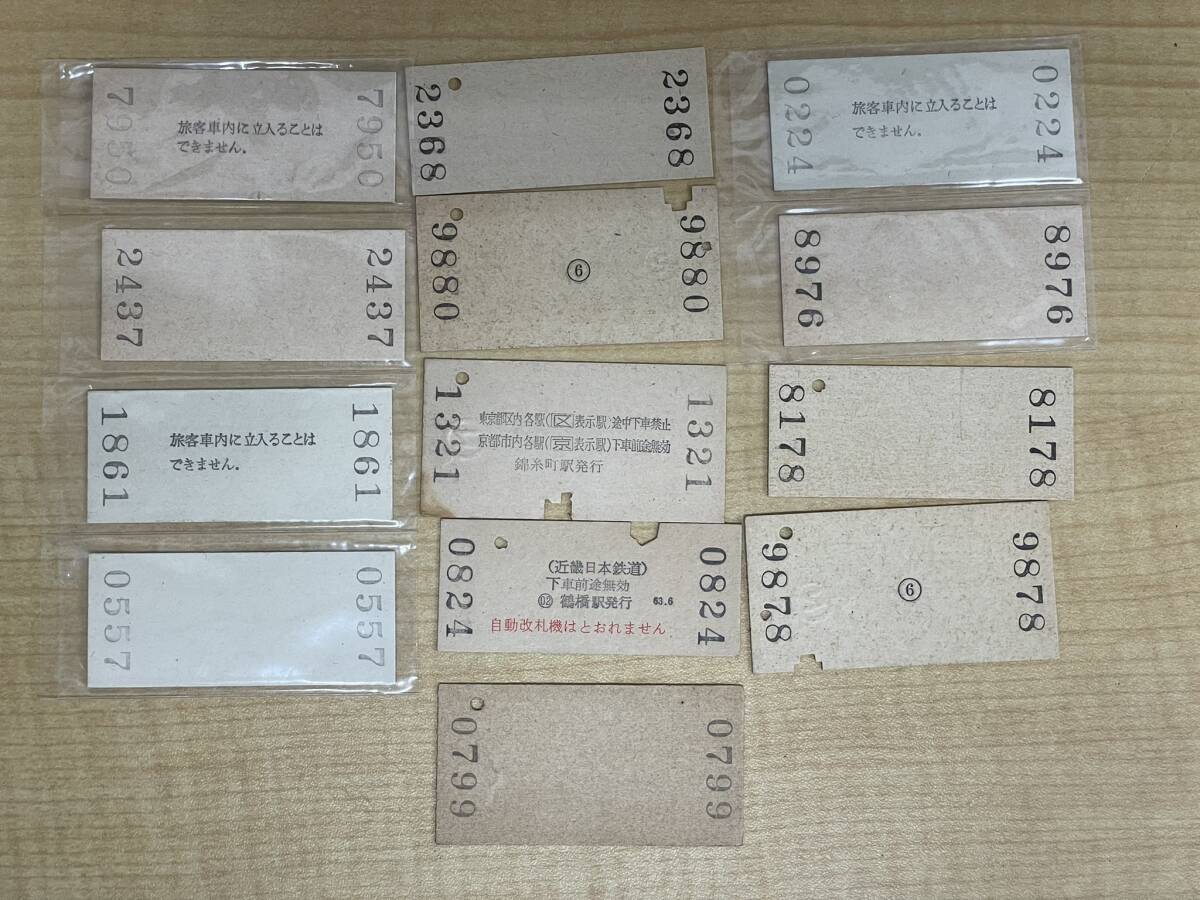 7950
旅客車内に立入ることは
できません.
7950
2437
2437
1861
旅客車内に立入ることは
できません.
1861
0557
0557
2368
2368
9880
⑥
9880
1321
東京都区内各駅(区表示駅)途中下車禁止
京都市内各駅(京表示駅)下車前途無効
錦糸町駅発行
1321
0824
(近畿日本鉄道)
下車前途無効
02 鶴橋駅発行 63.6
自動改札機はとおれません
0824
0799
0799
0224
旅客車内に立入ることは
できません.
0224
8976
8976
8178
8178
9878
⑥
9878